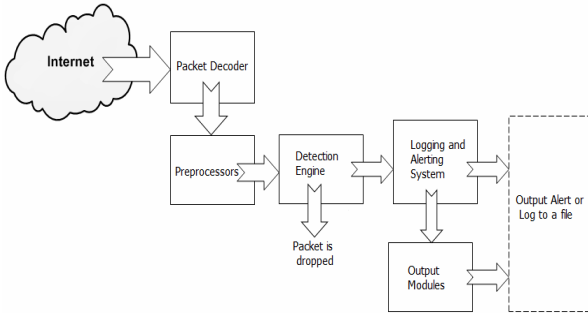 Internet
Packet Decoder
Preprocessors
Detection
Engine
Packet is
dropped
Logging and
Alerting
System
Output
Modules
Output Alert or
Log to a file